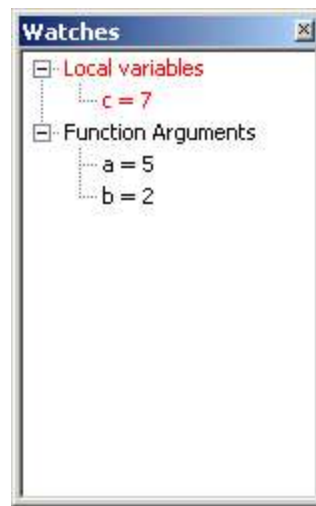 Watches
Local variables
c = 7
Function Arguments
a = 5
b = 2